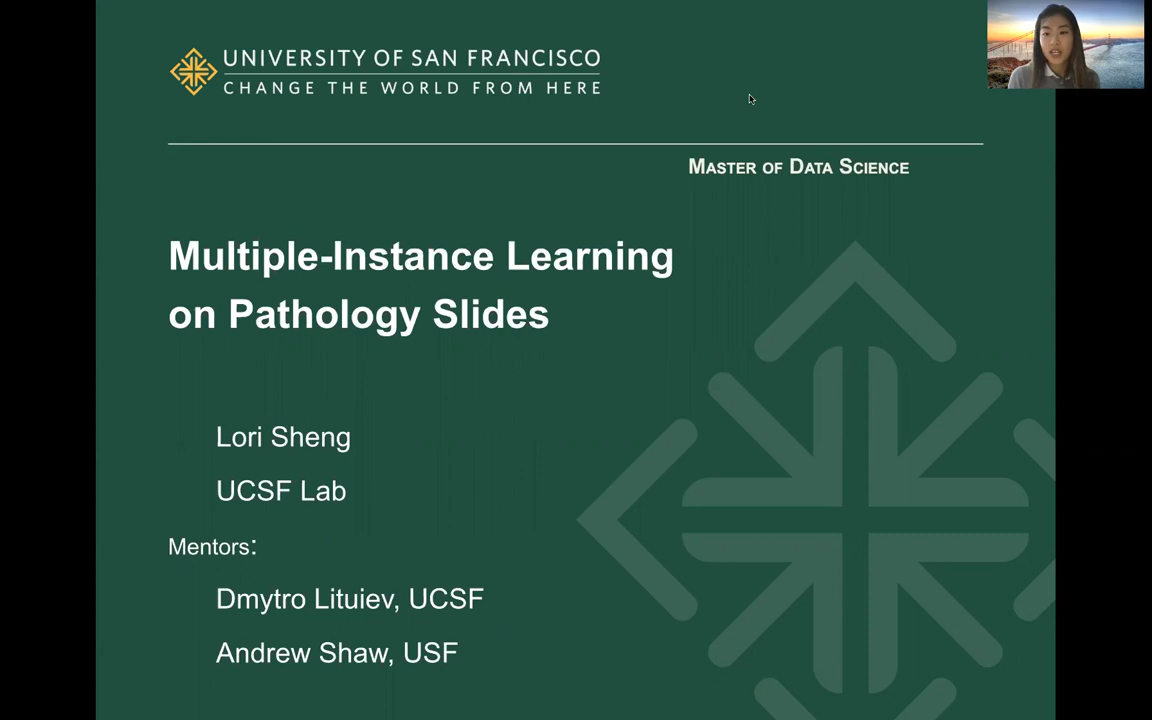 UNIVERSITY OF SAN FRANCISCO
CHANGE THE WORLD FROM HERE
MASTER OF DATA SCIENCE
Multiple-Instance Learning
on Pathology Slides
Lori Sheng
UCSF Lab
Mentors:
Dmytro Lituiev, UCSF
Andrew Shaw, USF